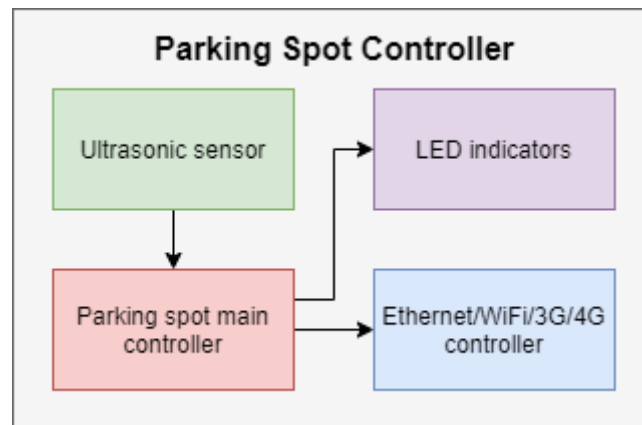 Parking Spot Controller
Ultrasonic sensor
LED indicators
Parking spot main
controller
Ethernet/WiFi/3G/4G
controller